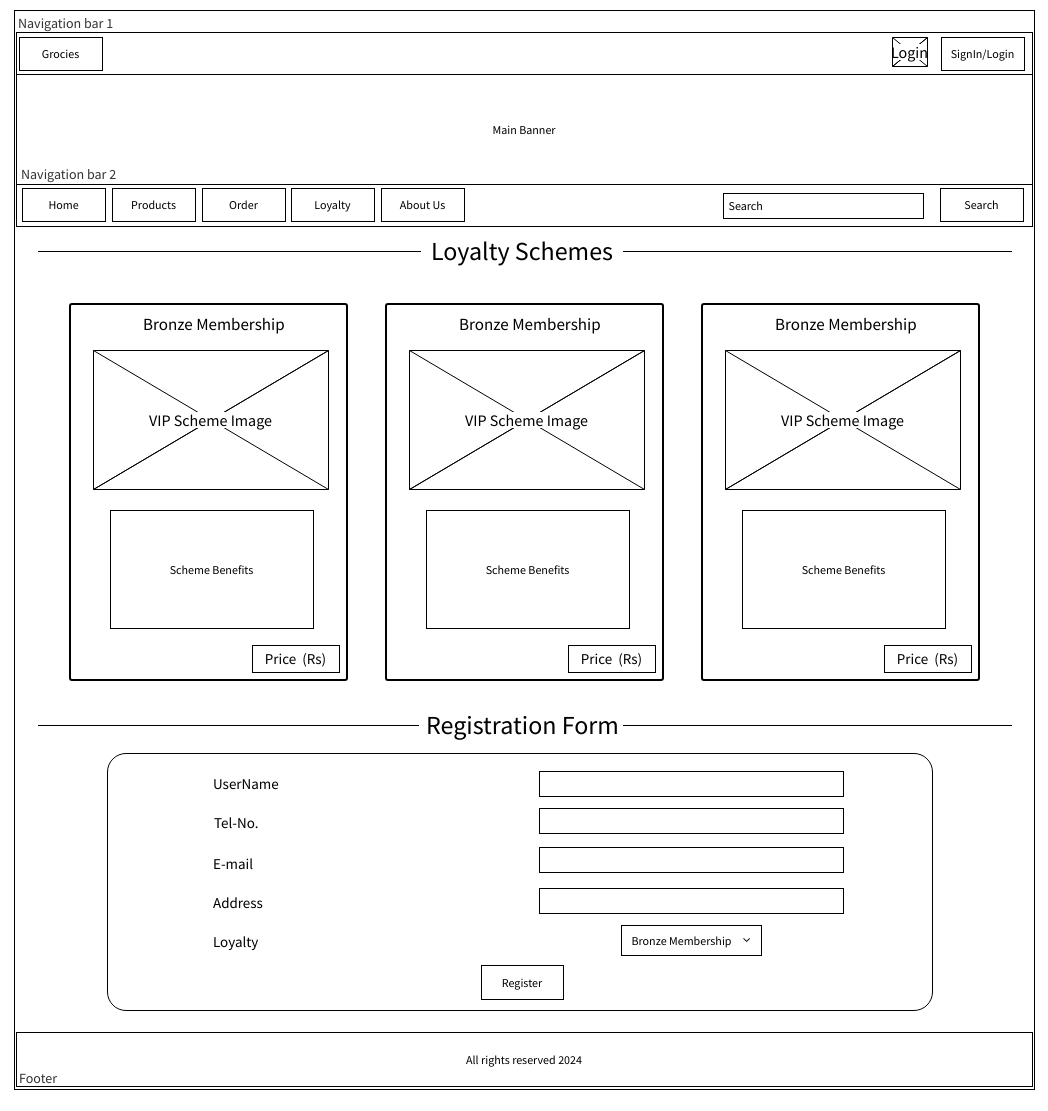 Navigation bar 1
Grocies
Login
SignIn/Login
Main Banner
Navigation bar 2
Home
Products
Order
Loyalty
About Us
Search
Search
Loyalty Schemes
Bronze Membership
VIP Scheme Image
Scheme Benefits
Price (Rs)
Bronze Membership
VIP Scheme Image
Scheme Benefits
Price (Rs)
Bronze Membership
VIP Scheme Image
Scheme Benefits
Price (Rs)
Registration Form
UserName
Tel-No.
E-mail
Address
Loyalty
Bronze Membership
Register
All rights reserved 2024
Footer